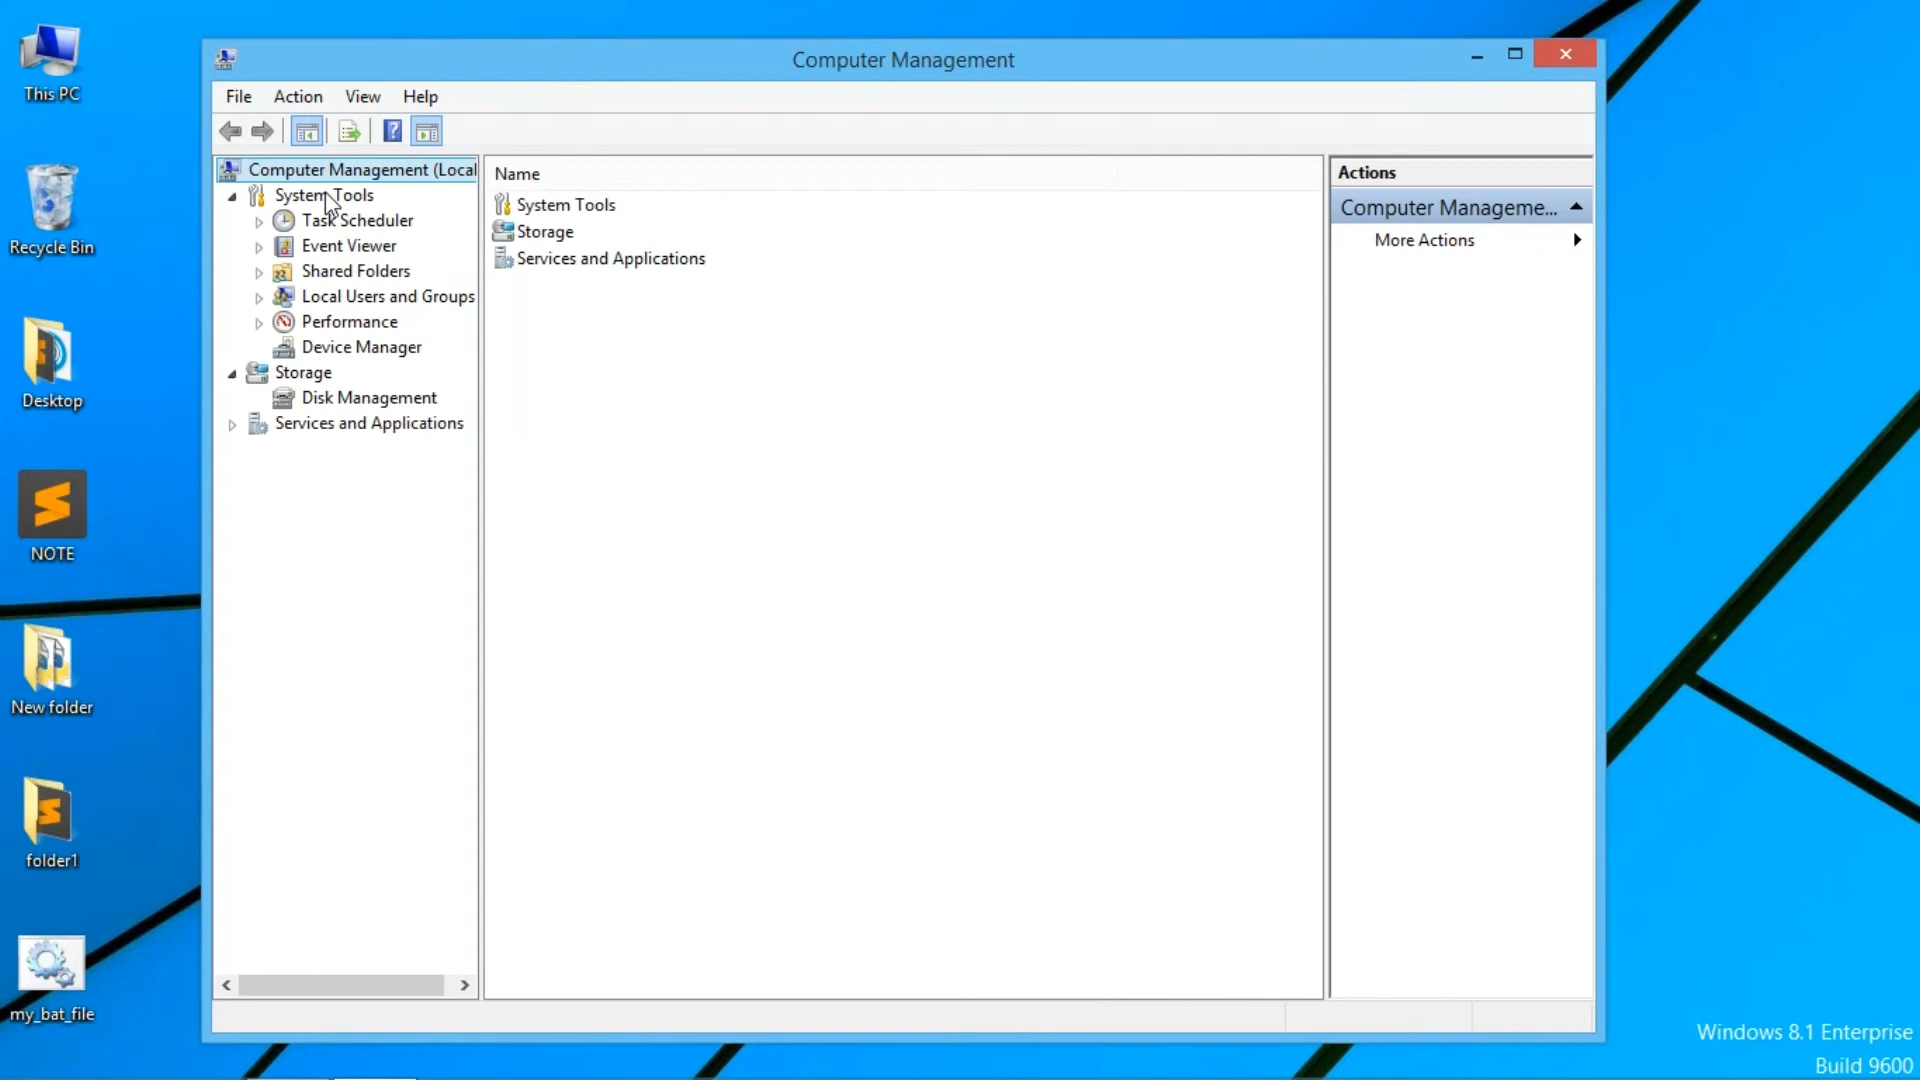 This PC
Recycle Bin
Desktop
NOTE
New folder
folder1
my_bat_file
Computer Management
File Action View Help
Computer Management (Local
System Tools
Task Scheduler
Event Viewer
Shared Folders
Local Users and Groups
Performance
Device Manager
Storage
Disk Management
Services and Applications
Name
System Tools
Storage
Services and Applications
Actions
Computer Manageme...
More Actions
Windows 8.1 Enterprise
Build 9600